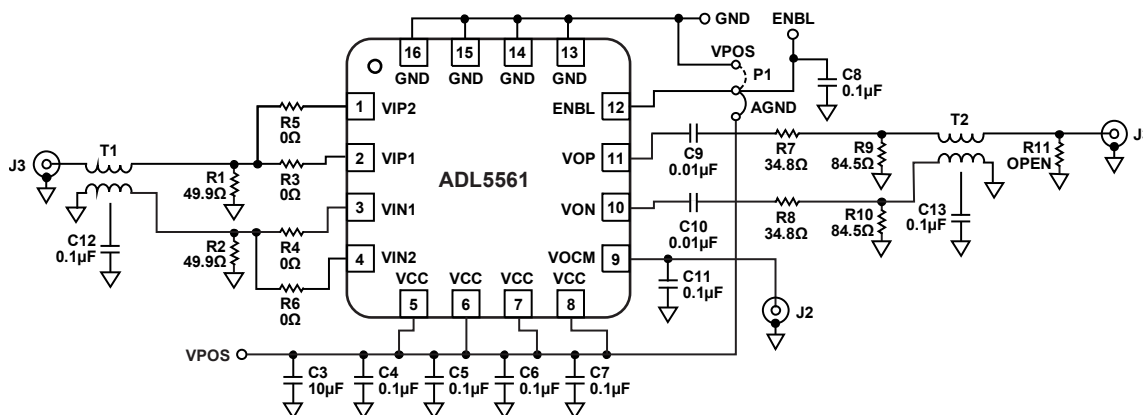 GND
ENBL
VPOS
P1
C8
0.1µF
AGND
16
15
14
13
GND
GND
GND
GND
1
VIP2
ENBL
12
R5
0Ω
T1
J3
2
VIP1
R3
0Ω
R1
49.9Ω
ADL5561
VOP
11
C9
0.01µF
R7
34.8Ω
R9
84.5Ω
T2
R11
OPEN
J
3
VIN1
R4
0Ω
R2
49.9Ω
C12
0.1µF
VON
10
C10
0.01µF
R8
34.8Ω
R10
84.5Ω
C13
0.1µF
4
VIN2
R6
0Ω
VOCM
9
C11
0.1µF
J2
VCC
VCC
VCC
VCC
5
6
7
8
VPOS
C3
10µF
C4
0.1µF
C5
0.1µF
C6
0.1µF
C7
0.1µF